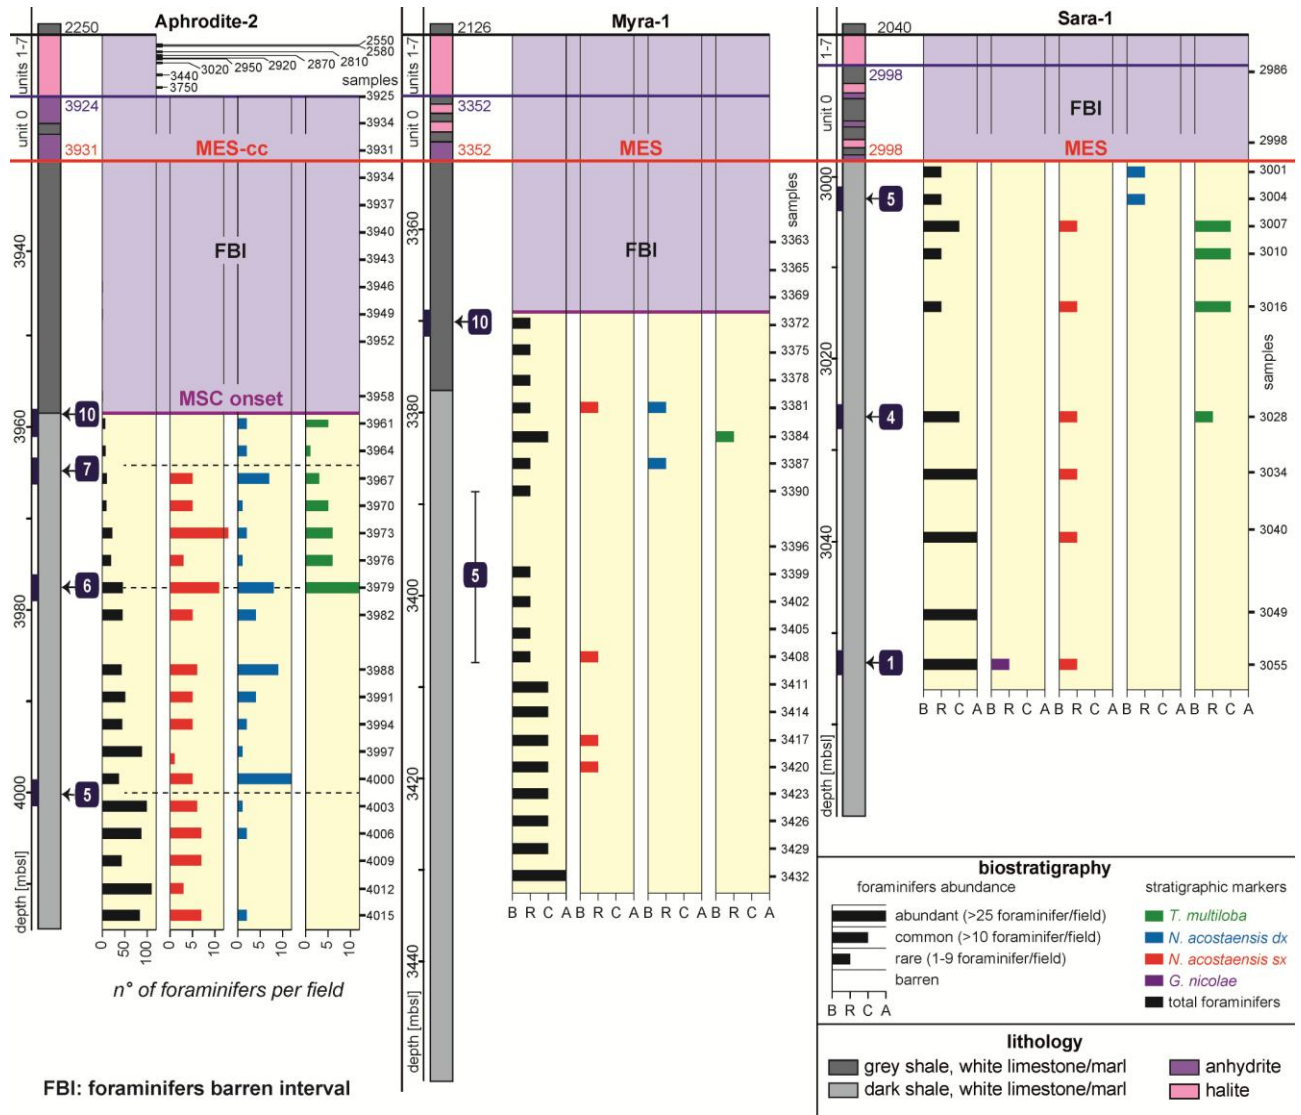 Aphrodite-2
2250
units 1-7
2550
2580
2810
2870
2920
2950
3020
3440
3750
samples
3925
3924
unit 0
3934
3931
MES-cc
3931
3934
3937
3940
3940
FBI
3943
3946
3949
3952
3958
MSC onset
10
3960
3961
3964
7
3967
3970
3973
3976
6
3979
3980
3982
3988
3991
3994
3997
4000
4000
5
4003
4006
4009
4012
4015
depth [mbsl]
0 50 100
0 5 10
0 5 10
0 5 10
n° of foraminifers per field
FBI: foraminifers barren interval
Myra-1
2126
3352
3352
MES
samples
3360
3363
FBI
3365
3369
10
3372
3375
3378
3380
3381
3384
3387
3390
5
3396
3399
3400
3402
3405
3408
3411
3414
3417
3420
3420
3423
3426
3429
3432
B R C A B R C A B R C A B R C A
3440
depth [mbsl]
Sara-1
2040
1-7
2998
2986
unit 0
FBI
2998
2998
MES
3000
3001
5
3004
3007
3010
3016
3020
samples
4
3028
3034
3040
3040
3049
1
3055
B R C A B R C A B R C A B R C A B R C A
depth [mbsl]
biostratigraphy
foraminifers abundance
stratigraphic markers
abundant (>25 foraminifer/field)
T. multiloba
common (>10 foraminifer/field)
N. acostaensis dx
rare (1-9 foraminifer/field)
N. acostaensis sx
barren
G. nicolae
total foraminifers
B R C A
lithology
grey shale, white limestone/marl
anhydrite
dark shale, white limestone/marl
halite